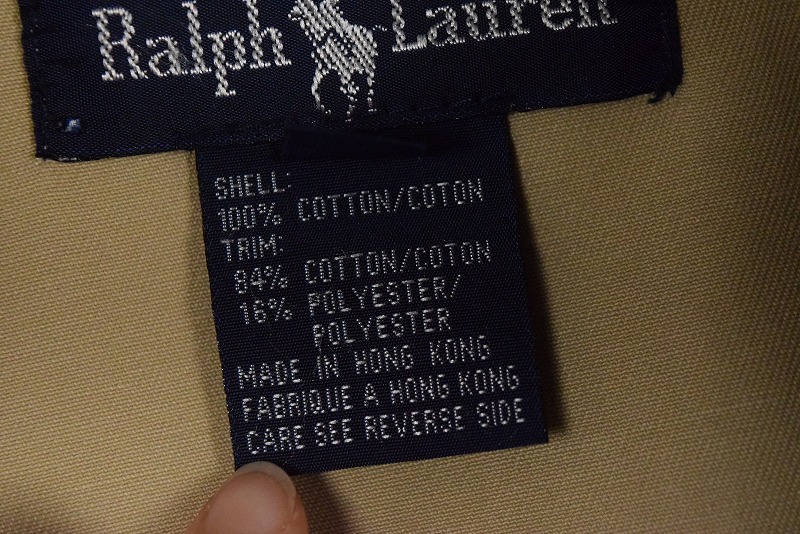 Ralph Lauren
SHELL:
100% COTTON/COTON
TRIM:
84% COTTON/COTON
16% POLYESTER/
POLYESTER
MADE IN HONG KONG
FABRIQUE A HONG KONG
CARE SEE REVERSE SIDE